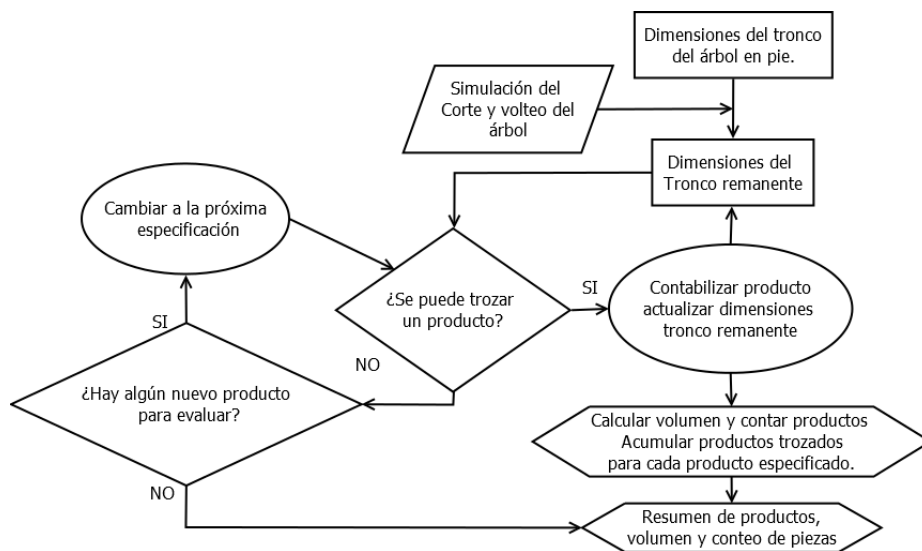 Dimensiones del tronco
del árbol en pie.
Simulación del
Corte y volteo del
árbol
Dimensiones del
Tronco remanente
Cambiar a la próxima
especificación
¿Se puede trozar
un producto?
SI
Contabilizar producto
actualizar dimensiones
tronco remanente
SI
NO
¿Hay algún nuevo producto
para evaluar?
Calcular volumen y contar productos
Acumular productos trozados
para cada producto especificado.
NO
Resumen de productos,
volumen y conteo de piezas